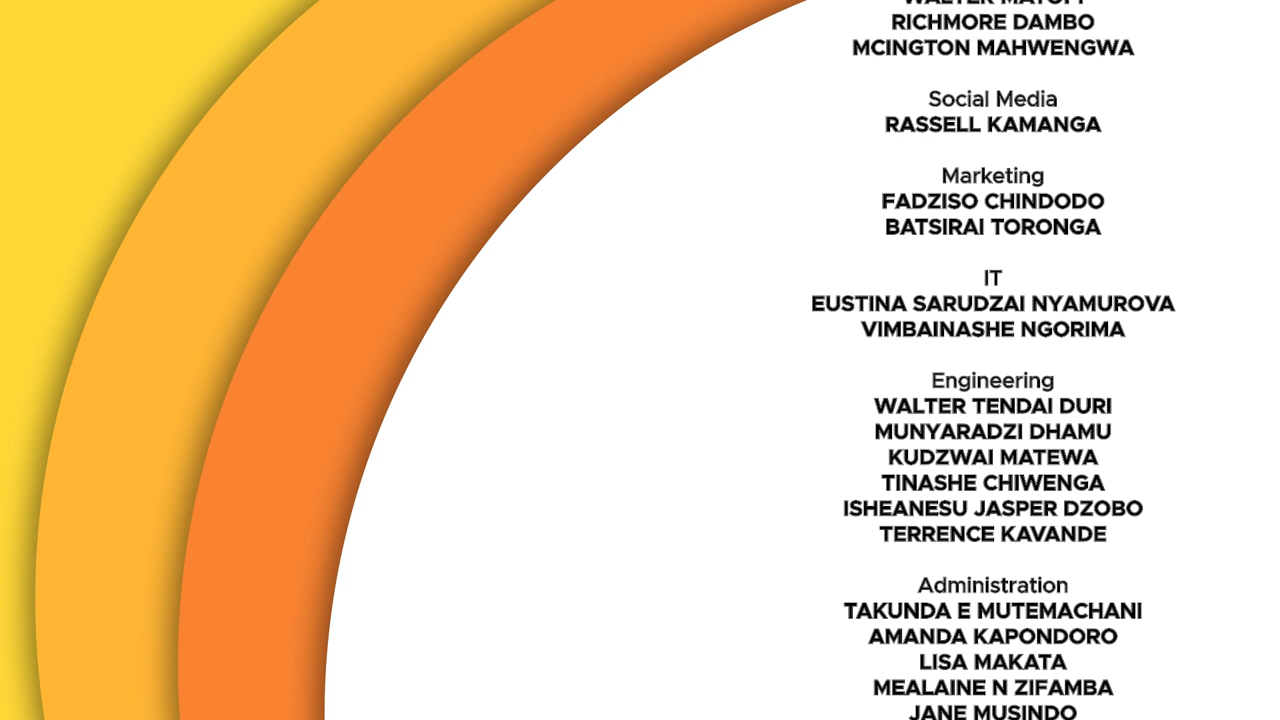 RICHMORE DAMBO
MCINGTON MAHWENGWA
Social Media
RASSELL KAMANGA
Marketing
FADZISO CHINDODO
BATSIRAI TORONGA
IT
EUSTINA SARUDZAI NYAMUROVA
VIMBAINASHE NGORIMA
Engineering
WALTER TENDAI DURI
MUNYARADZI DHAMU
KUDZWAI MATEWA
TINASHE CHIWENGA
ISHEANESU JASPER DZOBO
TERRENCE KAVANDE
Administration
TAKUNDA E MUTEMACHANI
AMANDA KAPONDORO
LISA MAKATA
MEALAINE N ZIFAMBA
JANE MUSINDO